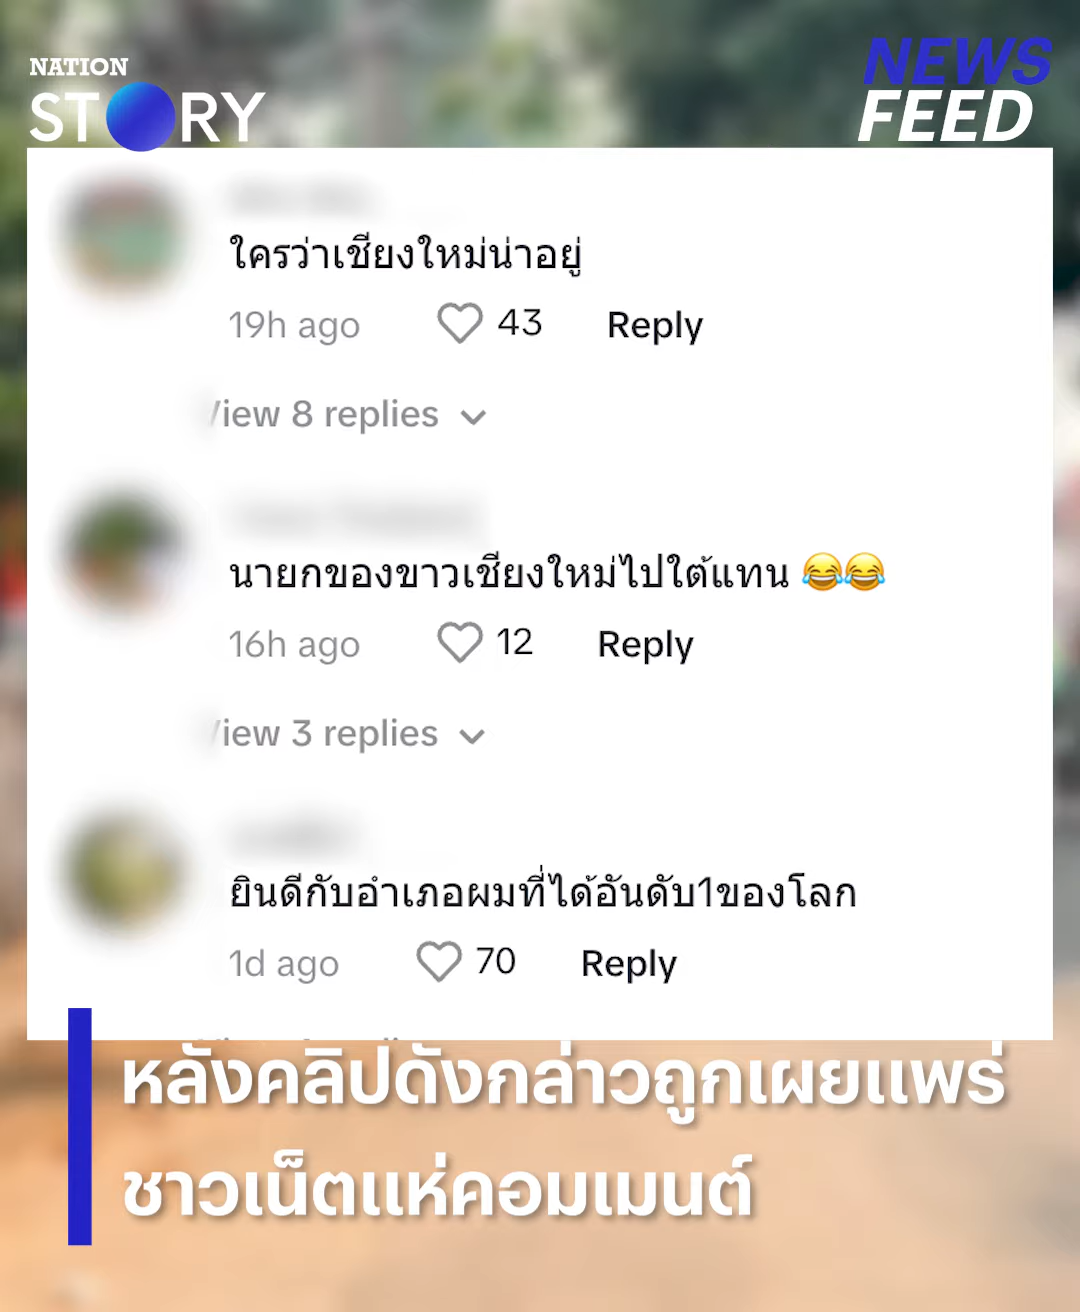 NATION
STORY
NEWS
FEED
ใครว่าเชียงใหม่น่าอยู่
19h ago 43 Reply
View 8 replies
นายกของขาวเชียงใหม่ไปใต้แทน 😂😂
16h ago 12 Reply
View 3 replies
ยินดีกับอำเภอผมที่ได้อันดับ1ของโลก
1d ago 70 Reply
หลังคลิปดังกล่าวถูกเผยแพร่
ชาวเน็ตแห่คอมเมนต์